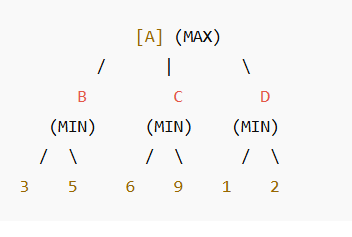 [A] (MAX)
/ | \
B C D
(MIN) (MIN) (MIN)
/ \ / \ / \
3 5 6 9 1 2